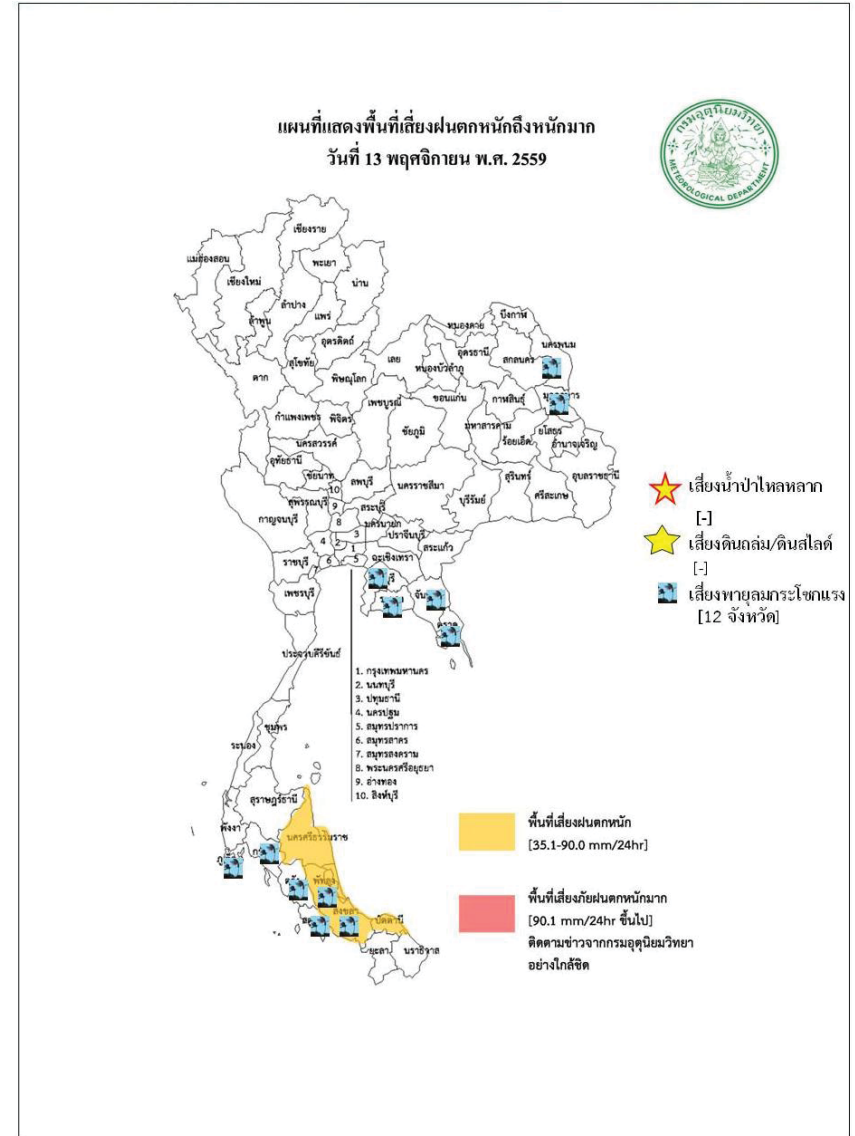 แผนที่แสดงพื้นที่เสี่ยงฝนตกหนักถึงหนักมาก
วันที่ 13 พฤศจิกายน พ.ศ. 2559
กรมอุตุนิยมวิทยา
METEOROLOGICAL DEPARTMENT
เชียงราย
แม่ฮ่องสอน
พะเยา
เชียงใหม่
น่าน
ลำปาง
ลำพูน
แพร่
อุตรดิตถ์
สุโขทัย
ตาก
พิษณุโลก
กำแพงเพชร
พิจิตร
เพชรบูรณ์
นครสวรรค์
อุทัยธานี
ชัยนาท
ลพบุรี
สุพรรณบุรี
กาญจนบุรี
สระบุรี
นครนายก
ปราจีนบุรี
ฉะเชิงเทรา
สระแก้ว
ราชบุรี
เพชรบุรี
ประจวบคีรีขันธ์
บึงกาฬ
หนองคาย
นครพนม
เลย
อุดรธานี
สกลนคร
หนองบัวลำภู
ขอนแก่น
กาฬสินธุ์
ชัยภูมิ
มหาสารคาม
ร้อยเอ็ด
ยโสธร
อำนาจเจริญ
นครราชสีมา
บุรีรัมย์
สุรินทร์
ศรีสะเกษ
อุบลราชธานี
10
9
8
3
4
2
1
6
5
7
เสี่ยงน้ำป่าไหลหลาก
[-]
เสี่ยงดินถล่ม/ดินสไลด์
[-]
เสี่ยงพายุลมกระโชกแรง
[12 จังหวัด]
1. กรุงเทพมหานคร
2. นนทบุรี
3. ปทุมธานี
4. นครปฐม
5. สมุทรปราการ
6. สมุทรสาคร
7. สมุทรสงคราม
8. พระนครศรีอยุธยา
9. อ่างทอง
10. สิงห์บุรี
ชุมพร
ระนอง
สุราษฎร์ธานี
พังงา
นครศรีธรรมราช
พัทลุง
สงขลา
ปัตตานี
ยะลา
นราธิวาส
พื้นที่เสี่ยงฝนตกหนัก
[35.1-90.0 mm/24hr]
พื้นที่เสี่ยงภัยฝนตกหนักมาก
[90.1 mm/24hr ขึ้นไป]
ติดตามข่าวจากกรมอุตุนิยมวิทยา
อย่างใกล้ชิด